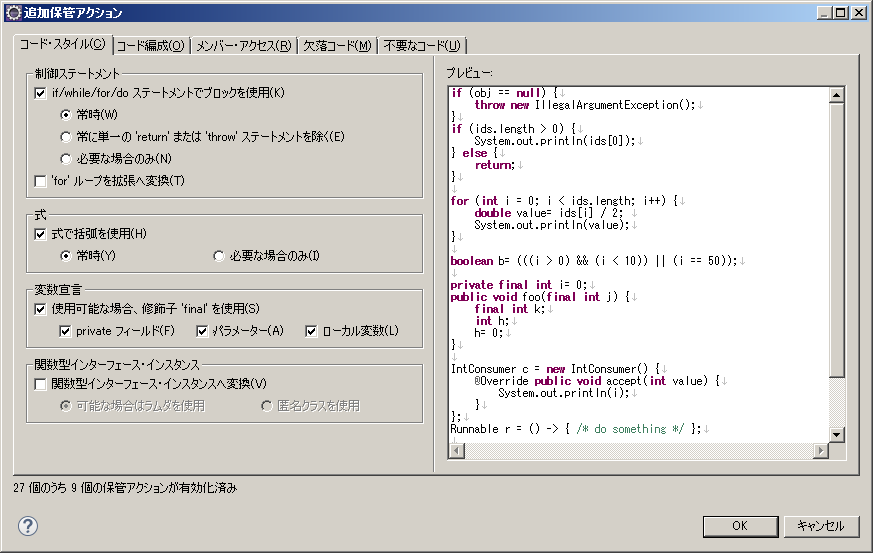 追加保管アクション
コード・スタイル(C) コード編成(O) メンバー・アクセス(R) 欠落コード(M) 不要なコード(U)
制御ステートメント
if/while/for/do ステートメントでブロックを使用(K)
常時(W)
常に単一の 'return' または 'throw' ステートメントを除く(E)
必要な場合のみ(N)
'for' ループを拡張へ変換(T)
式
式で括弧を使用(H)
常時(Y) 必要な場合のみ(I)
変数宣言
使用可能な場合、修飾子 'final' を使用(S)
private フィールド(F) パラメーター(A) ローカル変数(L)
関数型インターフェース・インスタンス
関数型インターフェース・インスタンスへ変換(V)
可能な場合はラムダを使用 匿名クラスを使用
プレビュー:
if (obj == null) {↓
throw new IllegalArgumentException();↓
}↓
if (ids.length > 0) {↓
System.out.println(ids[0]);↓
} else {↓
return;↓
}↓
↓
for (int i = 0; i < ids.length; i++) {↓
double value= ids[i] / 2; ↓
System.out.println(value);↓
}↓
↓
boolean b= (((i > 0) && (i < 10)) || (i == 50));↓
↓
private final int i= 0;↓
public void foo(final int j) {↓
final int k;↓
int h;↓
h= 0;↓
}↓
↓
IntConsumer c = new IntConsumer() {↓
@Override public void accept(int value) {↓
System.out.println(i);↓
}↓
};↓
Runnable r = () -> { /* do something */ };↓
↓
27 個のうち 9 個の保管アクションが有効化済み
OK キャンセル